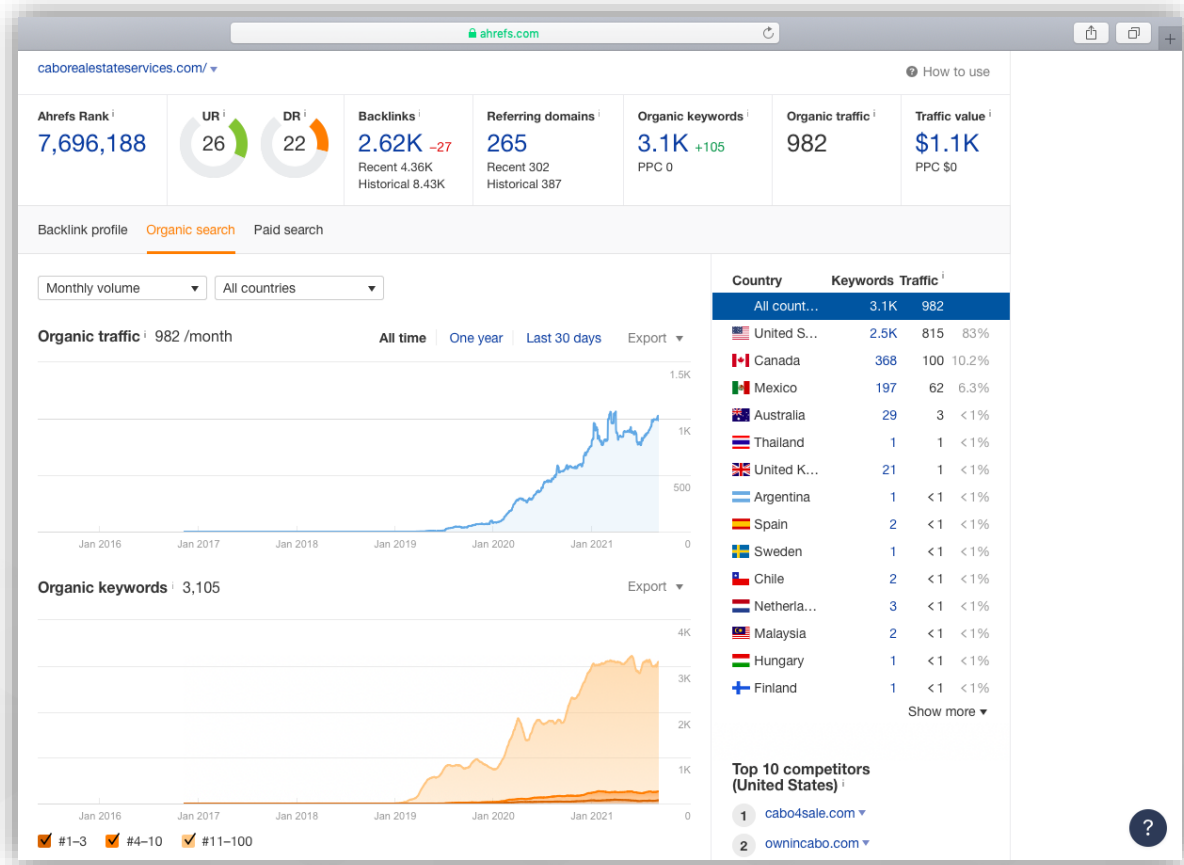 ahrefs.com
+
caborealestateservices.com/
? How to use
Ahrefs Rank i
7,696,188
UR i
26
DR i
22
Backlinks i
2.62K -27
Recent 4.36K
Historical 8.43K
Referring domains i
265
Recent 302
Historical 387
Organic keywords i
3.1K +105
PPC 0
Organic traffic i
982
Traffic value i
$1.1K
PPC $0
Backlink profile Organic search Paid search
Monthly volume All countries
Organic traffic i 982 /month All time One year Last 30 days Export
1.5K
1K
500
Jan 2016 Jan 2017 Jan 2018 Jan 2019 Jan 2020 Jan 2021 0
Organic keywords i 3,105 Export
4K
3K
2K
1K
Jan 2016 Jan 2017 Jan 2018 Jan 2019 Jan 2020 Jan 2021 0
#1–3 #4–10 #11–100
Country Keywords Traffic i
All count... 3.1K 982
United S... 2.5K 815 83%
Canada 368 100 10.2%
Mexico 197 62 6.3%
Australia 29 3 <1%
Thailand 1 1 <1%
United K... 21 1 <1%
Argentina 1 <1 <1%
Spain 2 <1 <1%
Sweden 1 <1 <1%
Chile 2 <1 <1%
Netherla... 3 <1 <1%
Malaysia 2 <1 <1%
Hungary 1 <1 <1%
Finland 1 <1 <1%
Show more
Top 10 competitors
(United States) i
1 cabo4sale.com
2 ownincabo.com
?